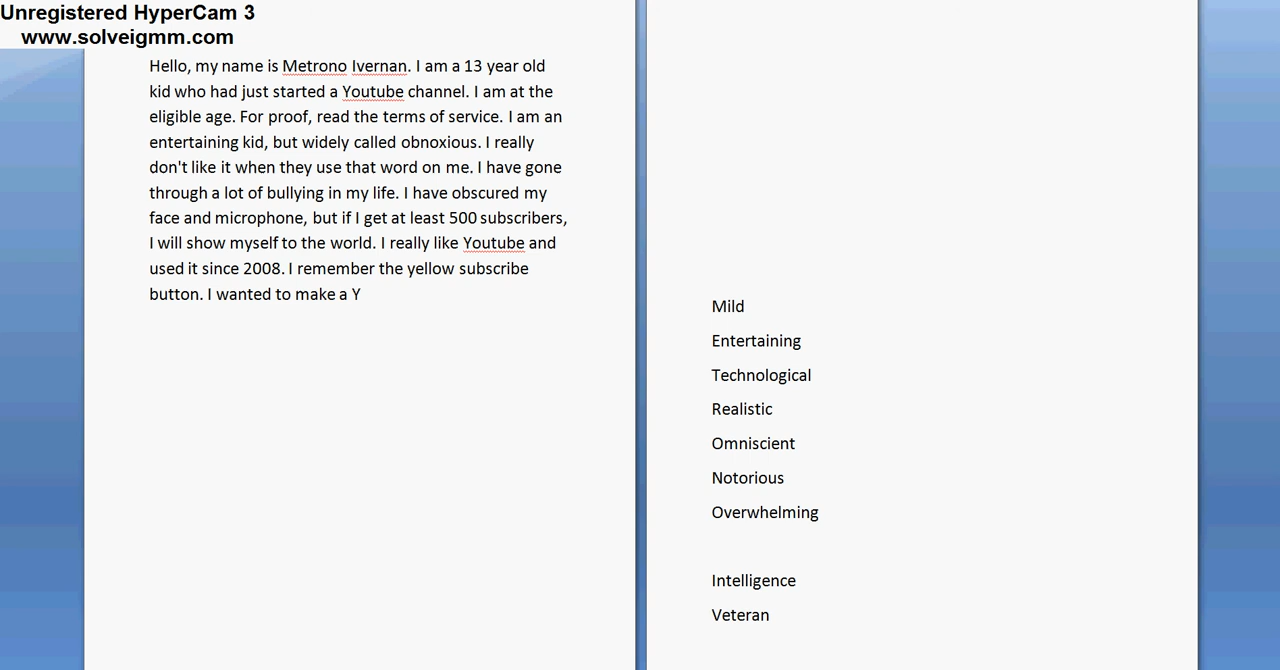 Unregistered HyperCam 3
www.solveigmm.com
Hello, my name is Metrono Ivernan. I am a 13 year old
kid who had just started a Youtube channel. I am at the
eligible age. For proof, read the terms of service. I am an
entertaining kid, but widely called obnoxious. I really
don't like it when they use that word on me. I have gone
through a lot of bullying in my life. I have obscured my
face and microphone, but if I get at least 500 subscribers,
I will show myself to the world. I really like Youtube and
used it since 2008. I remember the yellow subscribe
button. I wanted to make a Y
Mild
Entertaining
Technological
Realistic
Omniscient
Notorious
Overwhelming
Intelligence
Veteran